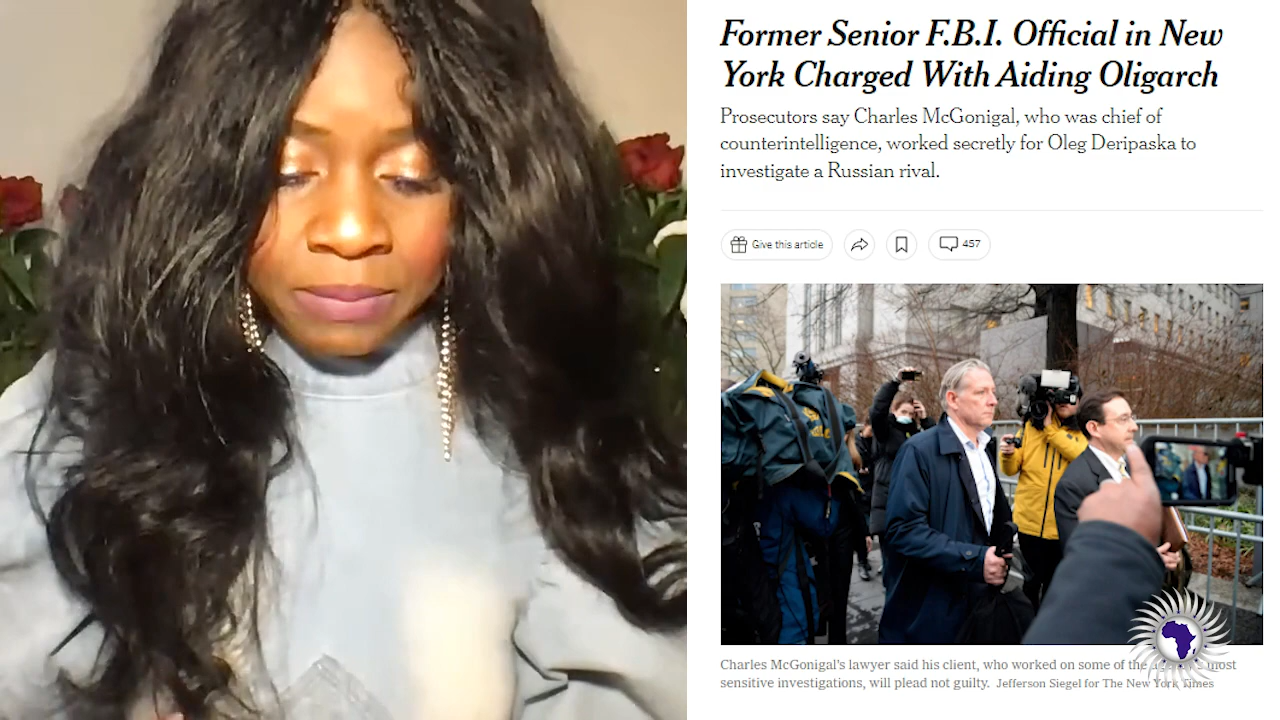 Former Senior F.B.I. Official in New
York Charged With Aiding Oligarch
Prosecutors say Charles McGonigal, who was chief of
counterintelligence, worked secretly for Oleg Deripaska to
investigate a Russian rival.
Give this article
457
Charles McGonigal's lawyer said his client, who worked on some of the most
sensitive investigations, will plead not guilty. Jefferson Siegel for The New York Times